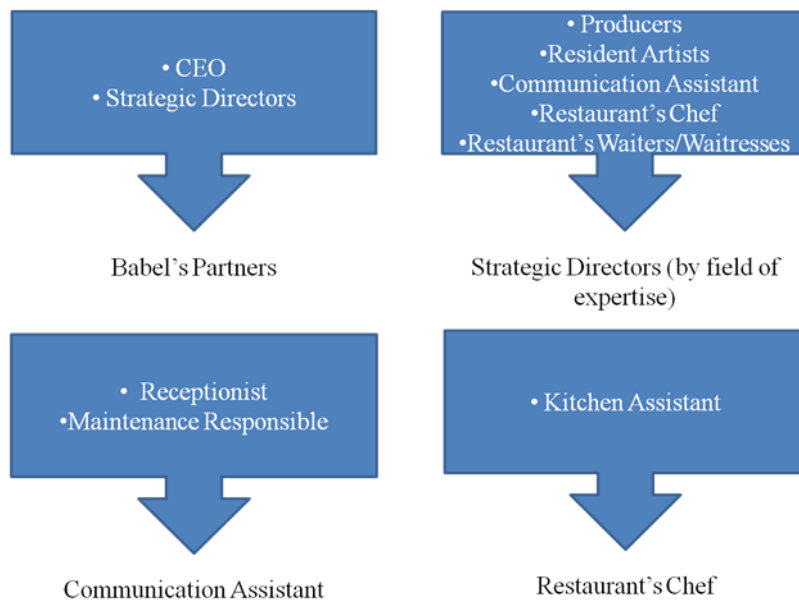 • CEO
• Strategic Directors
Babel’s Partners
• Producers
•Resident Artists
•Communication Assistant
•Restaurant’s Chef
•Restaurant’s Waiters/Waitresses
Strategic Directors (by field of
expertise)
• Receptionist
•Maintenance Responsible
Communication Assistant
• Kitchen Assistant
Restaurant’s Chef